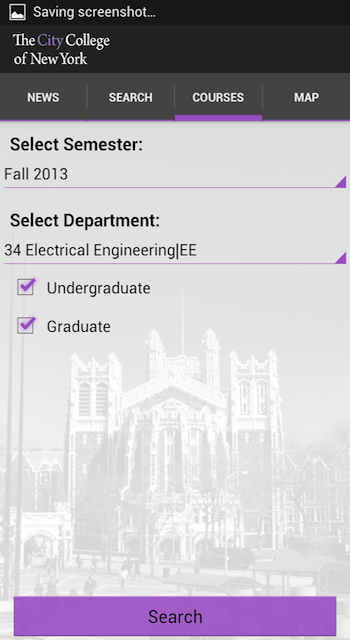 Saving screenshot...
The City College
of New York
NEWS
SEARCH
COURSES
MAP
Select Semester:
Fall 2013
Select Department:
34 Electrical Engineering|EE
Undergraduate
Graduate
Search